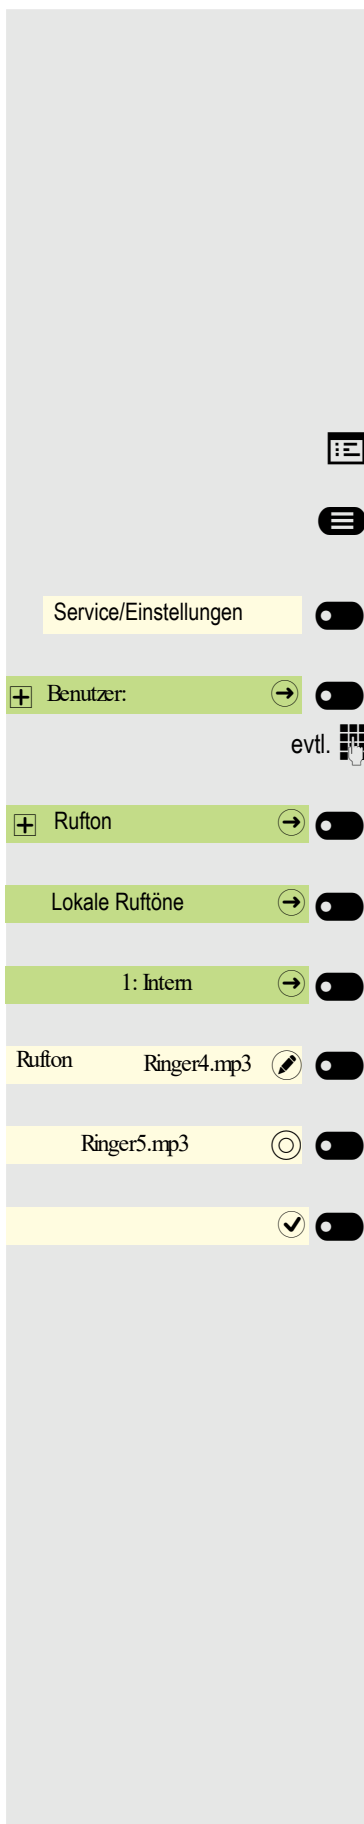 Service/Einstellungen
Benutzer:
evtl.
Rufton
Lokale Ruftöne
1: Intern
Rufton Ringer4.mp3
Ringer5.mp3